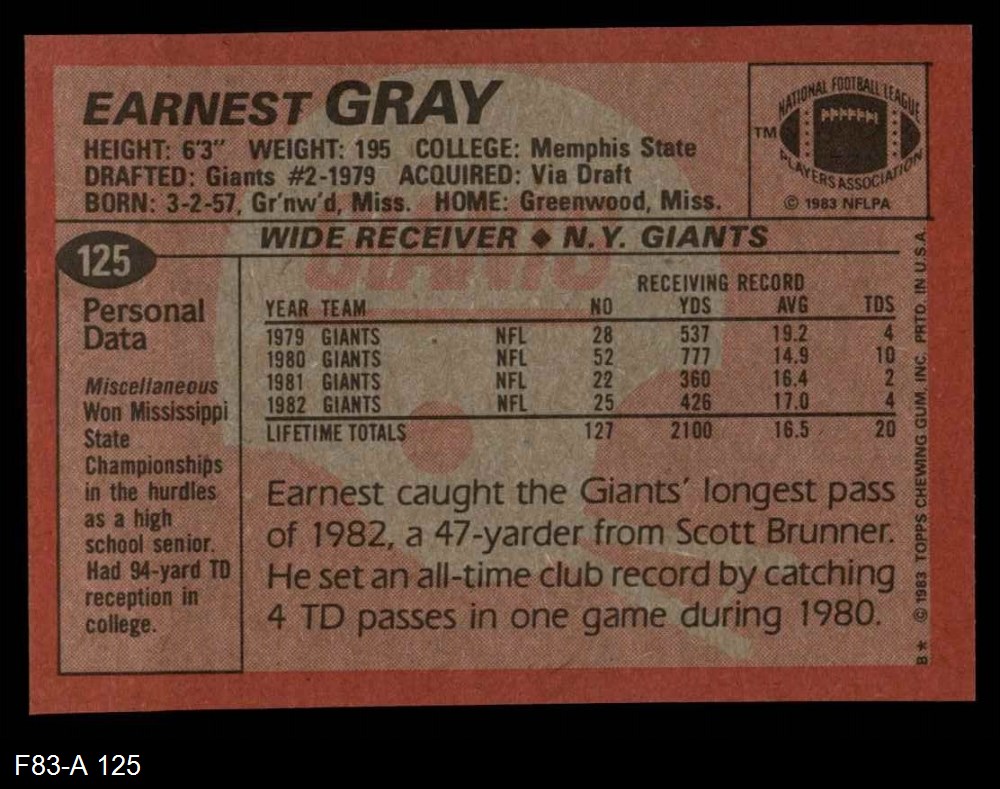 EARNEST GRAY
HEIGHT: 6'3" WEIGHT: 195 COLLEGE: Memphis State
DRAFTED: Giants #2-1979 ACQUIRED: Via Draft
BORN: 3-2-57, Gr'nw'd, Miss. HOME: Greenwood, Miss.
NATIONAL FOOTBALL LEAGUE
TM
PLAYERS ASSOCIATION
© 1983 NFLPA
WIDE RECEIVER ◆ N.Y. GIANTS
125
Personal
Data
Miscellaneous
Won Mississippi
State
Championships
in the hurdles
as a high
school senior.
Had 94-yard TD
reception in
college.
GIANTS
RECEIVING RECORD
YEAR TEAM NO YDS AVG TDS
1979 GIANTS NFL 28 537 19.2 4
1980 GIANTS NFL 52 777 14.9 10
1981 GIANTS NFL 22 360 16.4 2
1982 GIANTS NFL 25 426 17.0 4
LIFETIME TOTALS 127 2100 16.5 20
Earnest caught the Giants' longest pass
of 1982, a 47-yarder from Scott Brunner.
He set an all-time club record by catching
4 TD passes in one game during 1980.
B* © 1983 TOPPS CHEWING GUM, INC. PRTD. IN U.S.A.
F83-A 125